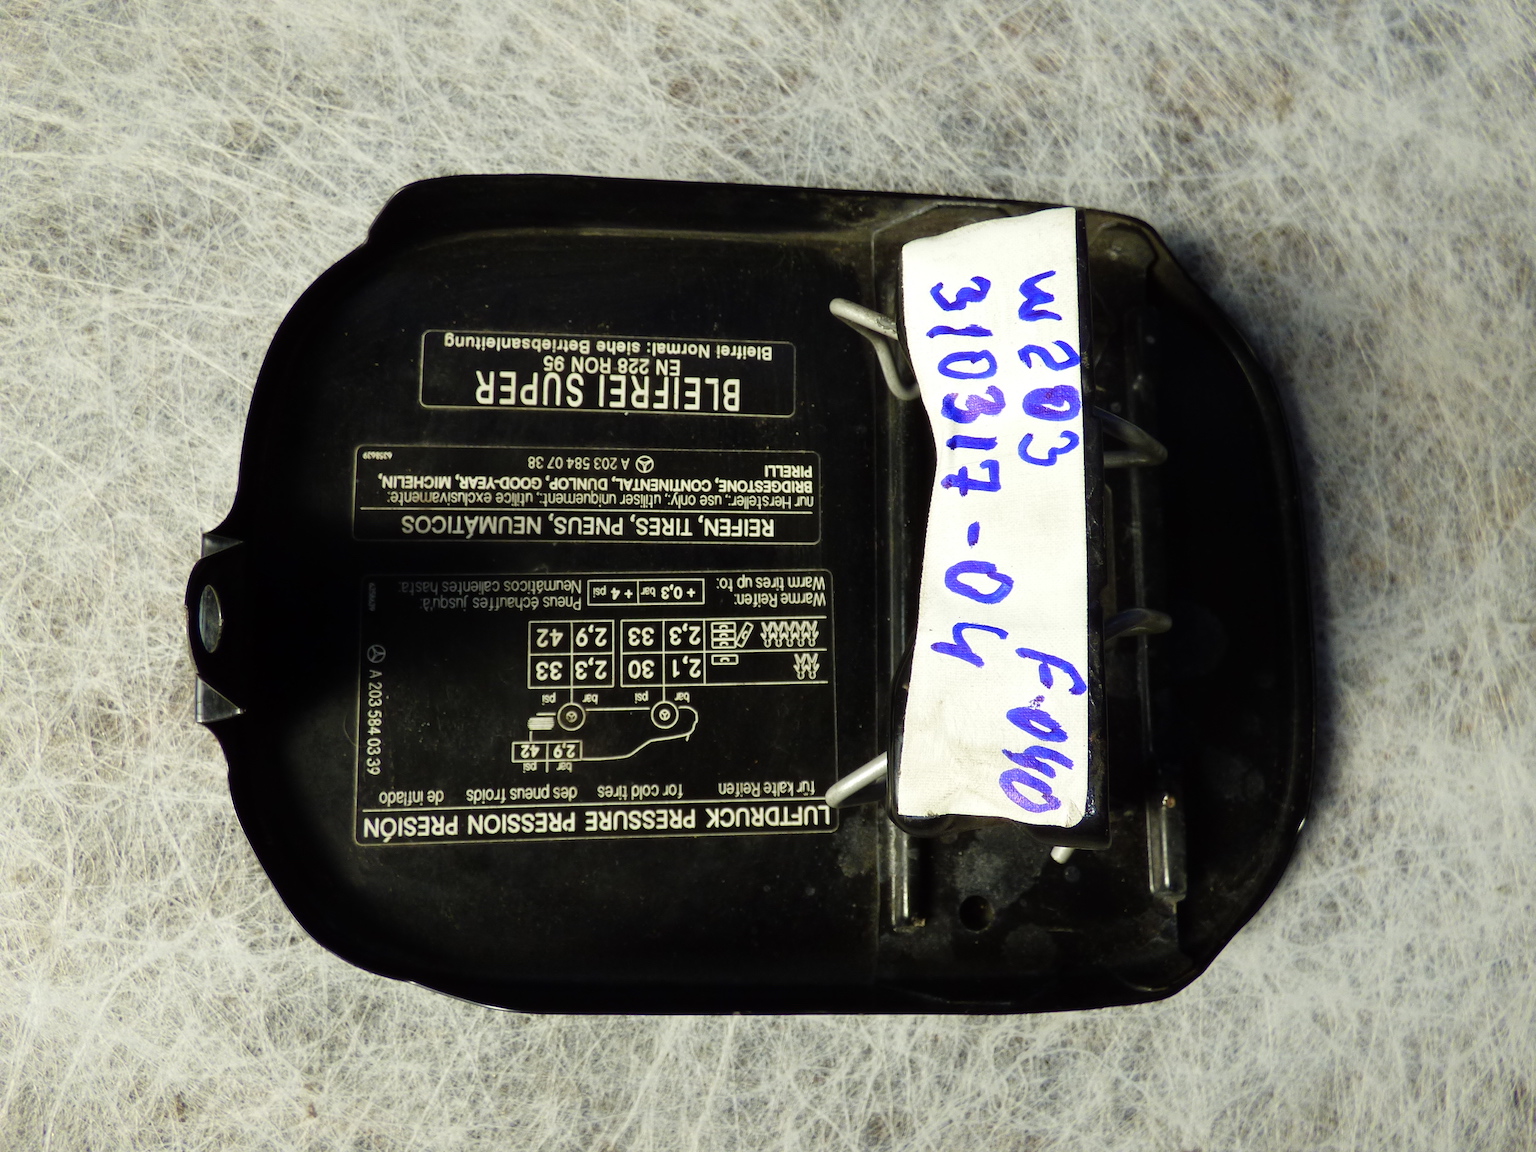 LUFTDRUCK PRESSURE PRESSION PRESIÓN
für kalte Reifen for cold tires des pneus froids de inflado
bar psi
2,9 42
bar psi bar psi
2,1 30 2,3 33
2,3 33 2,9 42
Warme Reifen: Pneus échauffés jusqu'à:
Warm tires up to: + 0,3 bar + 4 psi Neumáticos calientes hasta:
A 203 584 03 39
REIFEN, TIRES, PNEUS, NEUMÁTICOS
nur Hersteller:, use only:, utiliser uniquement:, utilice exclusivamente:
BRIDGESTONE, CONTINENTAL, DUNLOP, GOOD-YEAR, MICHELIN,
PIRELLI
A 203 584 07 38
6358629
BLEIFREI SUPER
EN 228 RON 95
Bleifrei Normal: siehe Betriebsanleitung
W203 F-040
310317-04